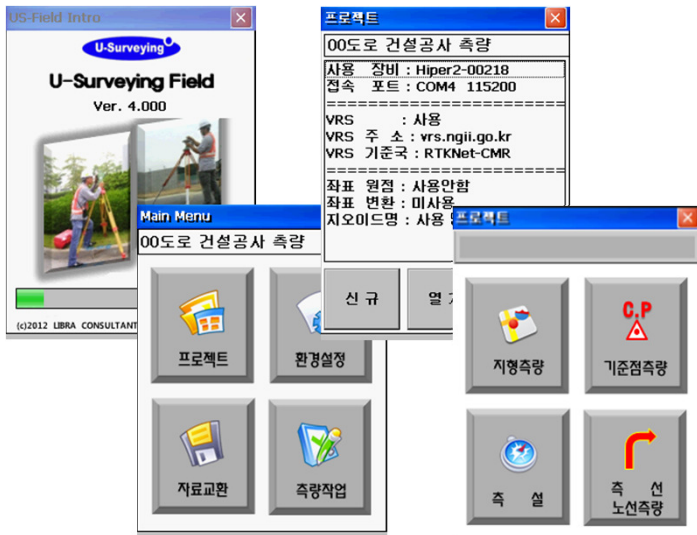 US-Field Intro
U-Surveying
U-Surveying Field
Ver. 4.000
(c)2012 LIBRA CONSULTANT
프로젝트
00도로 건설공사 측량
사용 장비 : Hiper2-00218
접속 포트 : COM4 115200
====================================
VRS : 사용
VRS 주 소 : vrs.ngii.go.kr
VRS 기준국 : RTKNet-CMR
====================================
좌표 원점 : 사용안함
좌표 변환 : 미사용
지오이드명 : 사용
신 규
열
Main Menu
00도로 건설공사 측량
프로젝트
환경설정
자료교환
측량작업
프로젝트
지형측량
C.P
기준점측량
측 설
측 선
노선측량